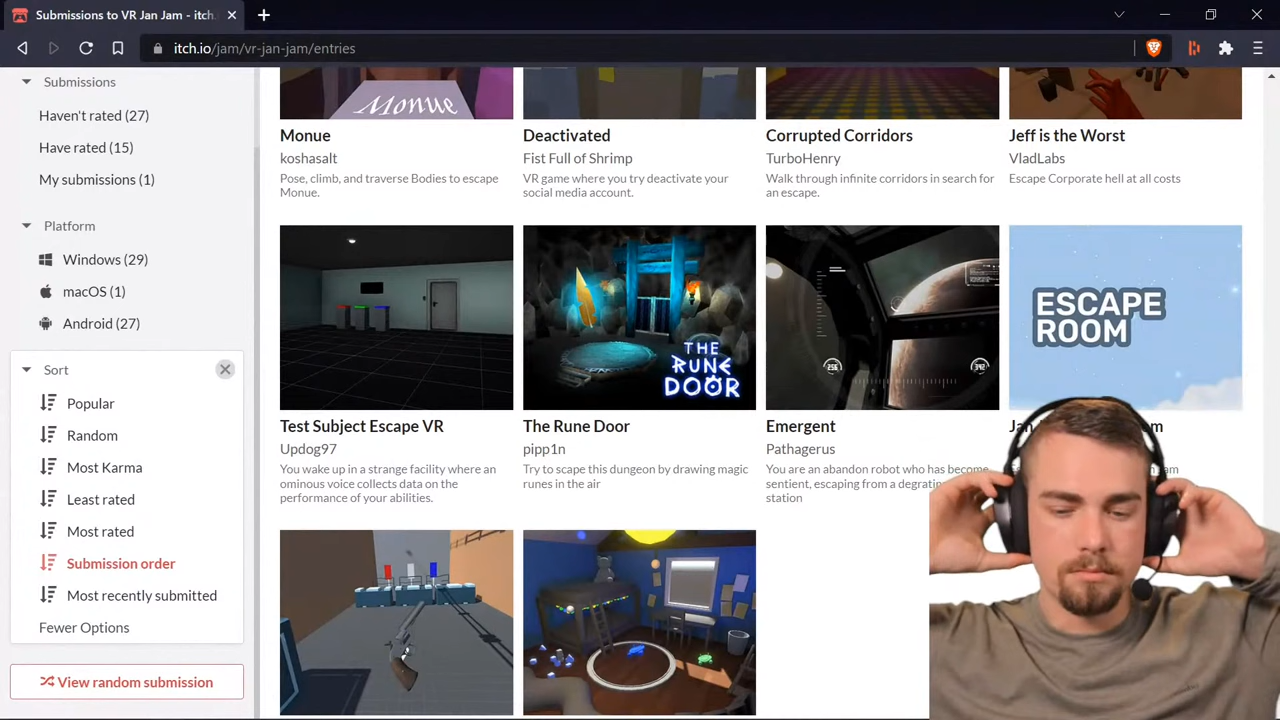 Submissions to VR Jan Jam - itch.
itch.io/jam/vr-jan-jam/entries
Submissions
Haven't rated (27)
Have rated (15)
My submissions (1)
Platform
Windows (29)
macOS (1)
Android (27)
Sort
Popular
Random
Most Karma
Least rated
Most rated
Submission order
Most recently submitted
Fewer Options
View random submission
Monue
Monue
koshasalt
Pose, climb, and traverse Bodies to escape
Monue.
Deactivated
Fist Full of Shrimp
VR game where you try deactivate your
social media account.
Corrupted Corridors
TurboHenry
Walk through infinite corridors in search for
an escape.
Jeff is the Worst
VladLabs
Escape Corporate hell at all costs
Test Subject Escape VR
Updog97
You wake up in a strange facility where an
ominous voice collects data on the
performance of your abilities.
THE
RUNE
DOOR
The Rune Door
pipp1n
Try to scape this dungeon by drawing magic
runes in the air
Emergent
Pathagerus
You are an abandon robot who has become
sentient, escaping from a degrating
station
ESCAPE
ROOM